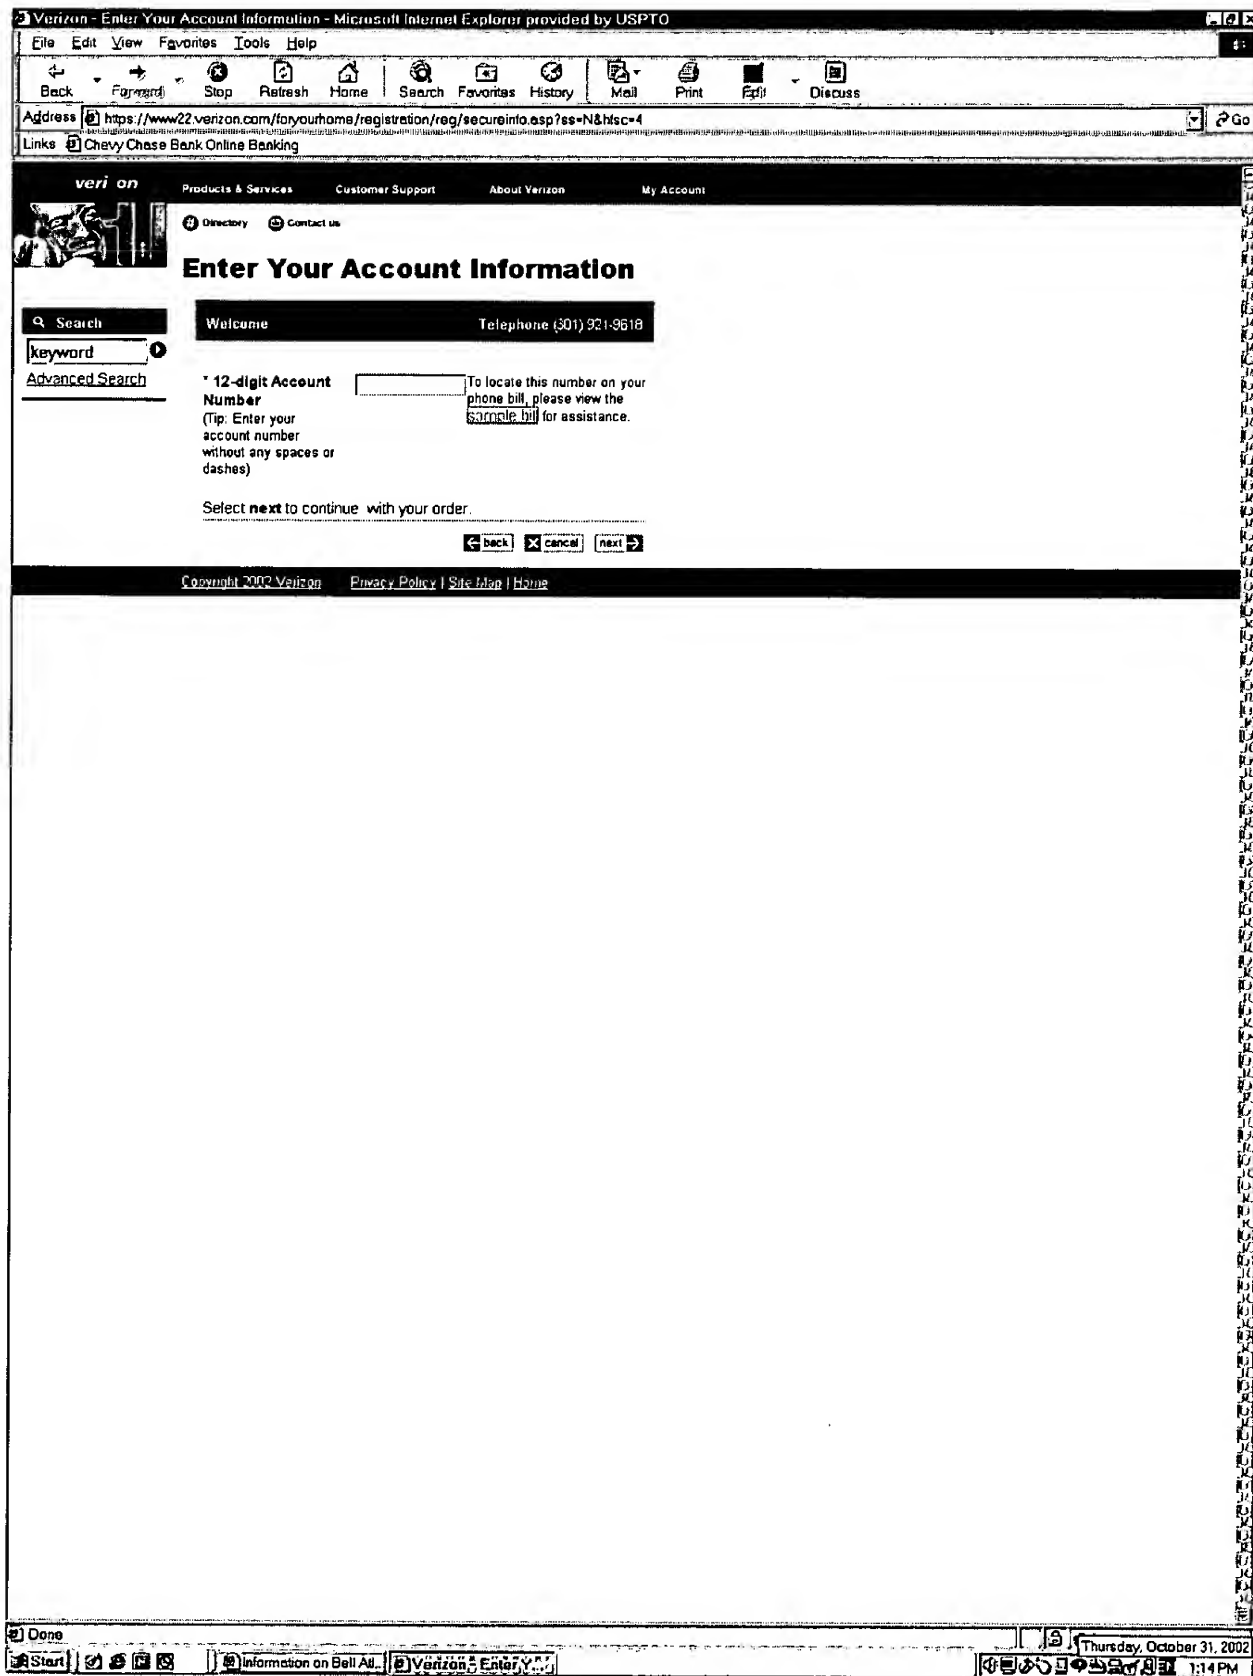 Verizon - Enter Your Account Information - Microsoft Internet Explorer provided by USPTO
File Edit View Favorites Tools Help
Back Forward Stop Refresh Home Search Favorites History Mail Print Edit Discuss
Address https://www22.verizon.com/foryourhome/registration/reg/secureinfo.asp?ss=N&hfsc=4 Go
Links Chevy Chase Bank Online Banking
veri on Products & Services Customer Support About Verizon My Account
Directory Contact us
Enter Your Account Information
Search
Welcome Telephone (301) 921-9618
keyword
Advanced Search
* 12-digit Account Number
(Tip: Enter your
account number
without any spaces or
dashes)
To locate this number on your
phone bill, please view the
sample bill for assistance.
Select next to continue with your order.
back cancel next
Copyright 2002 Verizon Privacy Policy | Site Map | Home
Done
Thursday, October 31, 2002
Start Information on Bell Atl... Verizon - Enter Y... 1:14 PM